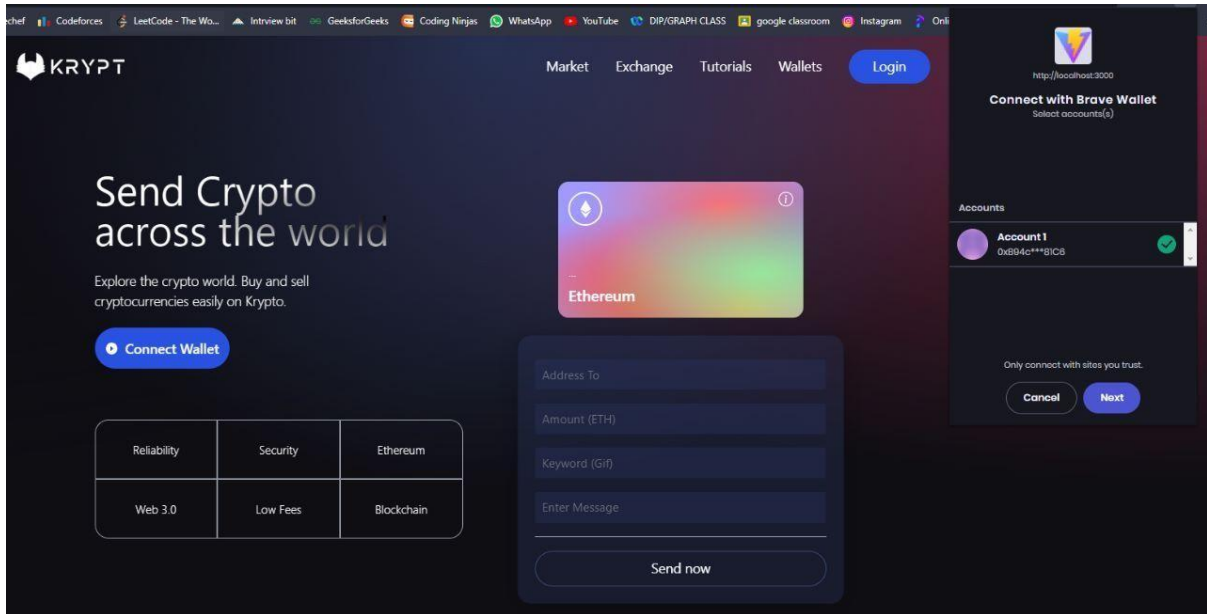 echef
Codeforces
LeetCode - The Wo...
Intrview bit
GeeksforGeeks
Coding Ninjas
WhatsApp
YouTube
DIP/GRAPH CLASS
google classroom
Instagram
Onli
KRYPT
Market
Exchange
Tutorials
Wallets
Login
Send Crypto
across the world
Explore the crypto world. Buy and sell
cryptocurrencies easily on Krypto.
Connect Wallet
Reliability
Security
Ethereum
Web 3.0
Low Fees
Blockchain
...
Ethereum
Address To
Amount (ETH)
Keyword (Gif)
Enter Message
Send now
http://localhost:3000
Connect with Brave Wallet
Select accounts(s)
Accounts
Account 1
0xB94c***81C6
Only connect with sites you trust.
Cancel
Next